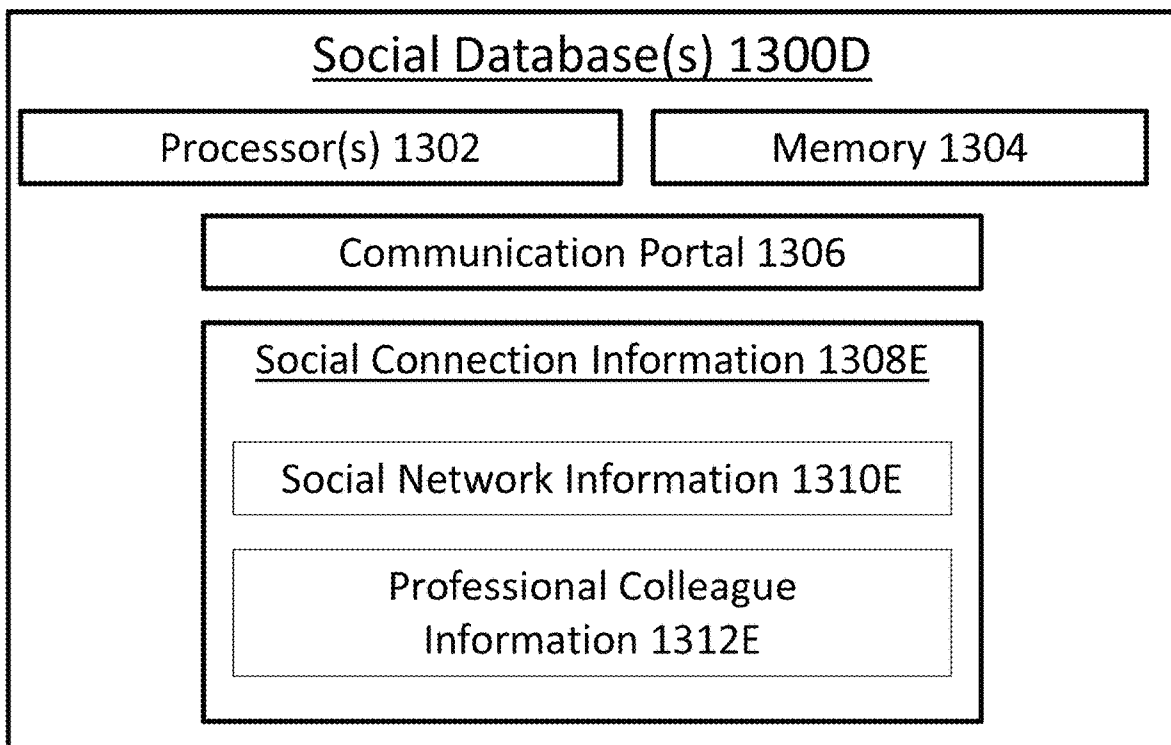 Social Database(s) 1300D
Processor(s) 1302
Memory 1304
Communication Portal 1306
Social Connection Information 1308E
Social Network Information 1310E
Professional Colleague
Information 1312E